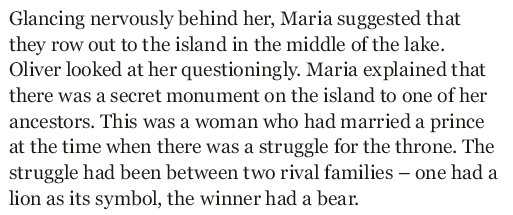 Glancing nervously behind her, Maria suggested that
they row out to the island in the middle of the lake.
Oliver looked at her questioningly. Maria explained that
there was a secret monument on the island to one of her
ancestors. This was a woman who had married a prince
at the time when there was a struggle for the throne. The
struggle had been between two rival families – one had a
lion as its symbol, the winner had a bear.